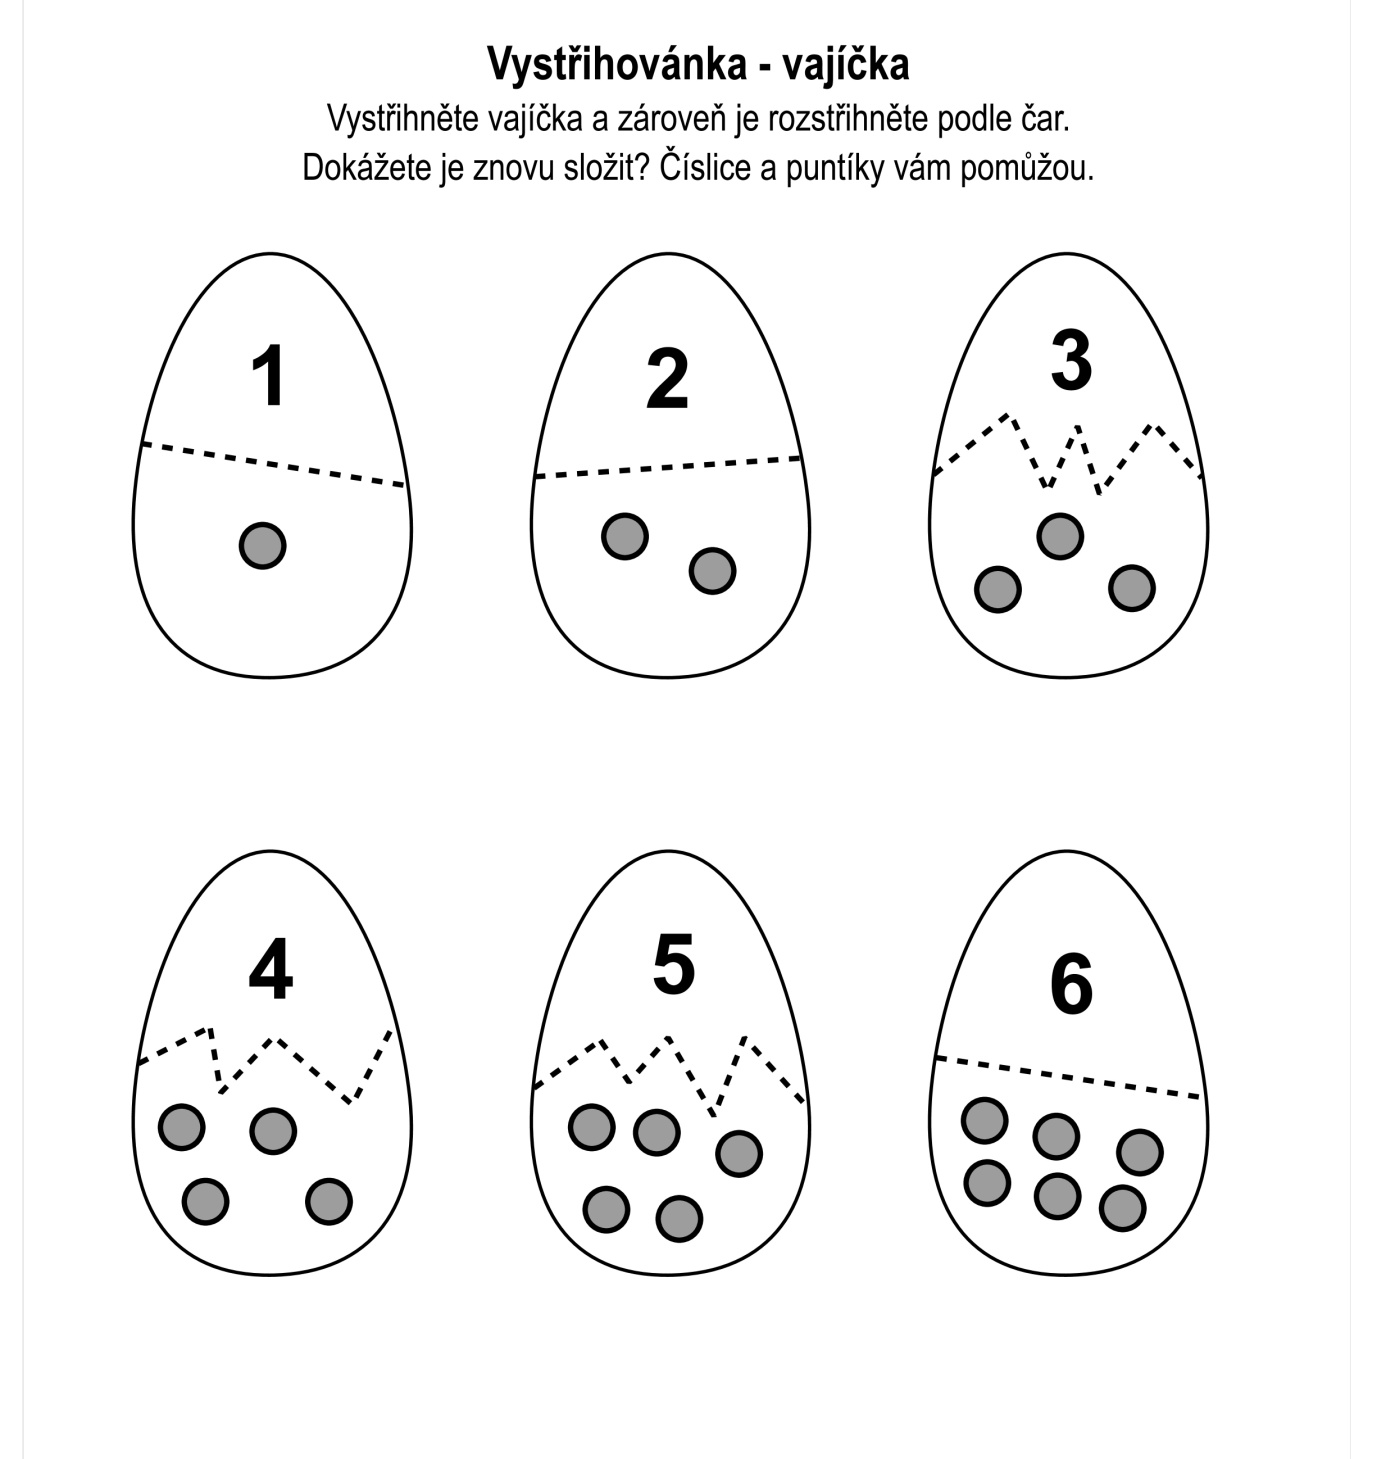 Vystřihovánka - vajíčka
Vystřihněte vajíčka a zároveň je rozstřihněte podle čar.
Dokážete je znovu složit? Číslice a puntíky vám pomůžou.
1 2 3
4 5 6